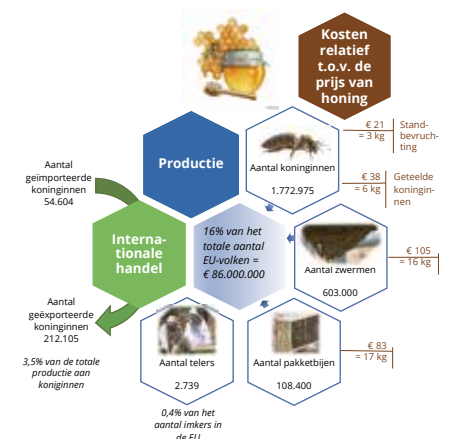 Kosten
relatief
t.o.v. de
prijs van
honing
Productie
Aantal koninginnen
1.772.975
€ 21
= 3 kg
Stand-
bevruch-
ting
€ 38
= 6 kg
Geteelde
koningin-
nen
Aantal
geïmporteerde
koninginnen
54.604
Interna-
tionale
handel
16% van het
totale aantal
EU-volken =
€ 86.000.000
Aantal zwermen
603.000
€ 105
= 16 kg
Aantal
geëxporteerde
koninginnen
212.105
3,5% van de totale
productie aan
koniginnen
Aantal telers
2.739
Aantal pakketbijen
108.400
€ 83
= 17 kg
0,4% van het
aantal imkers in
de EU